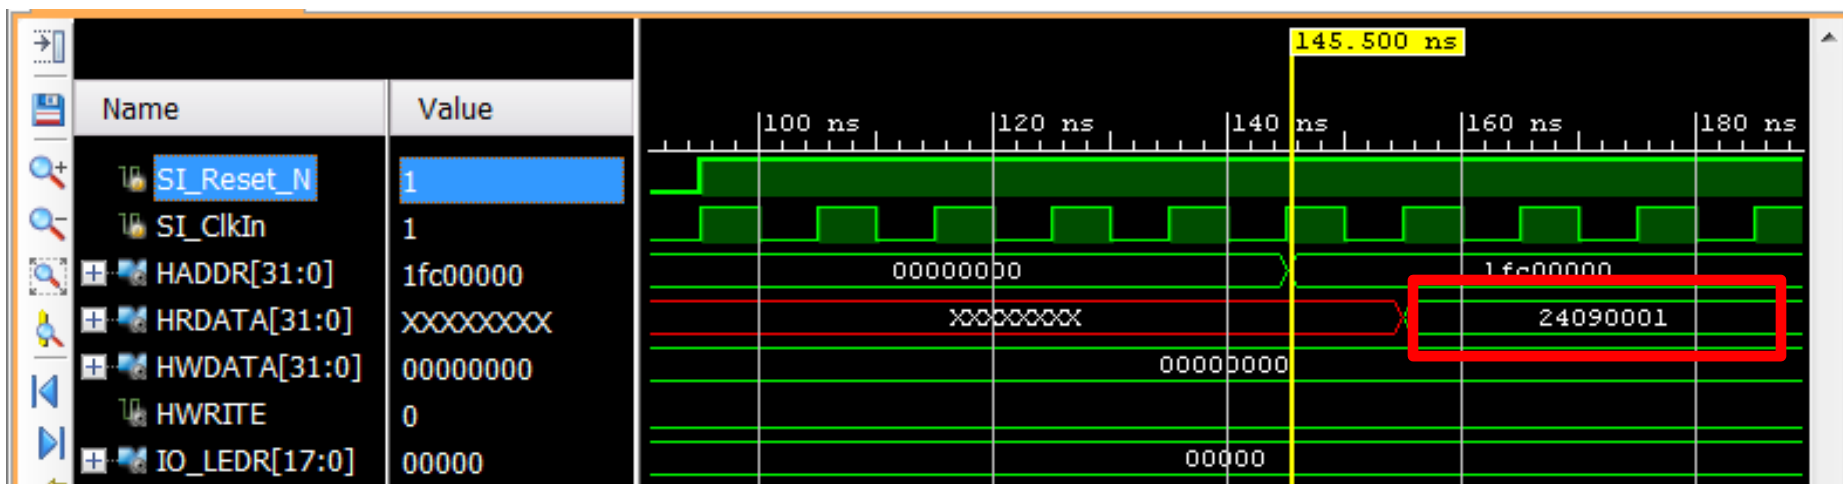 145.500 ns
Name Value
100 ns 120 ns 140 ns 160 ns 180 ns
SI_Reset_N 1
SI_ClkIn 1
HADDR[31:0] 1fc00000 00000000 1fc00000
HRDATA[31:0] XXXXXXXX XXXXXXXX 24090001
HWDATA[31:0] 00000000 00000000
HWRITE 0
IO_LEDR[17:0] 00000 00000